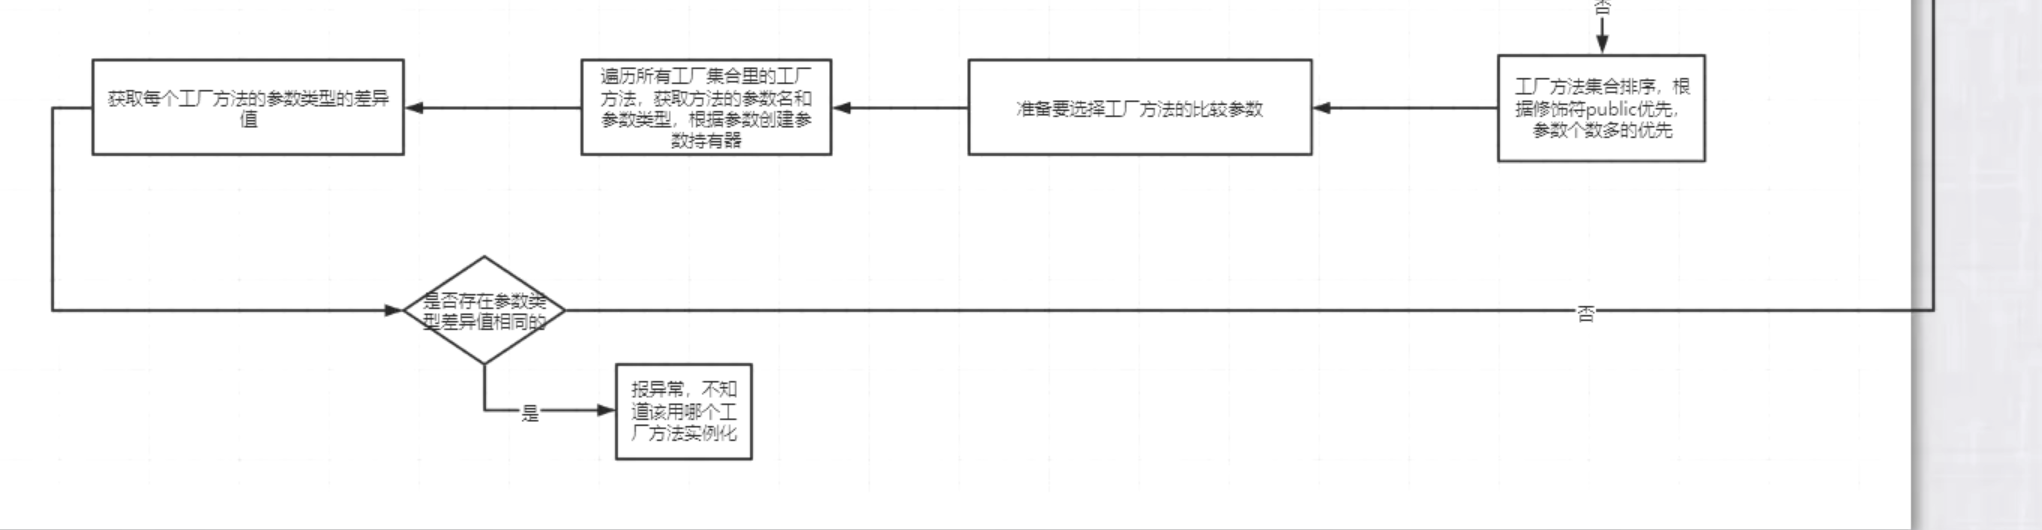 否
获取每个工厂方法的参数类型的差异
值
遍历所有工厂集合里的工厂
方法，获取方法的参数名和
参数类型，根据参数创建参
数持有器
准备要选择工厂方法的比较参数
工厂方法集合排序，根
据修饰符public优先，
参数个数多的优先
是否存在参数类
型差异值相同的
否
是
报异常，不知
道该用哪个工
厂方法实例化